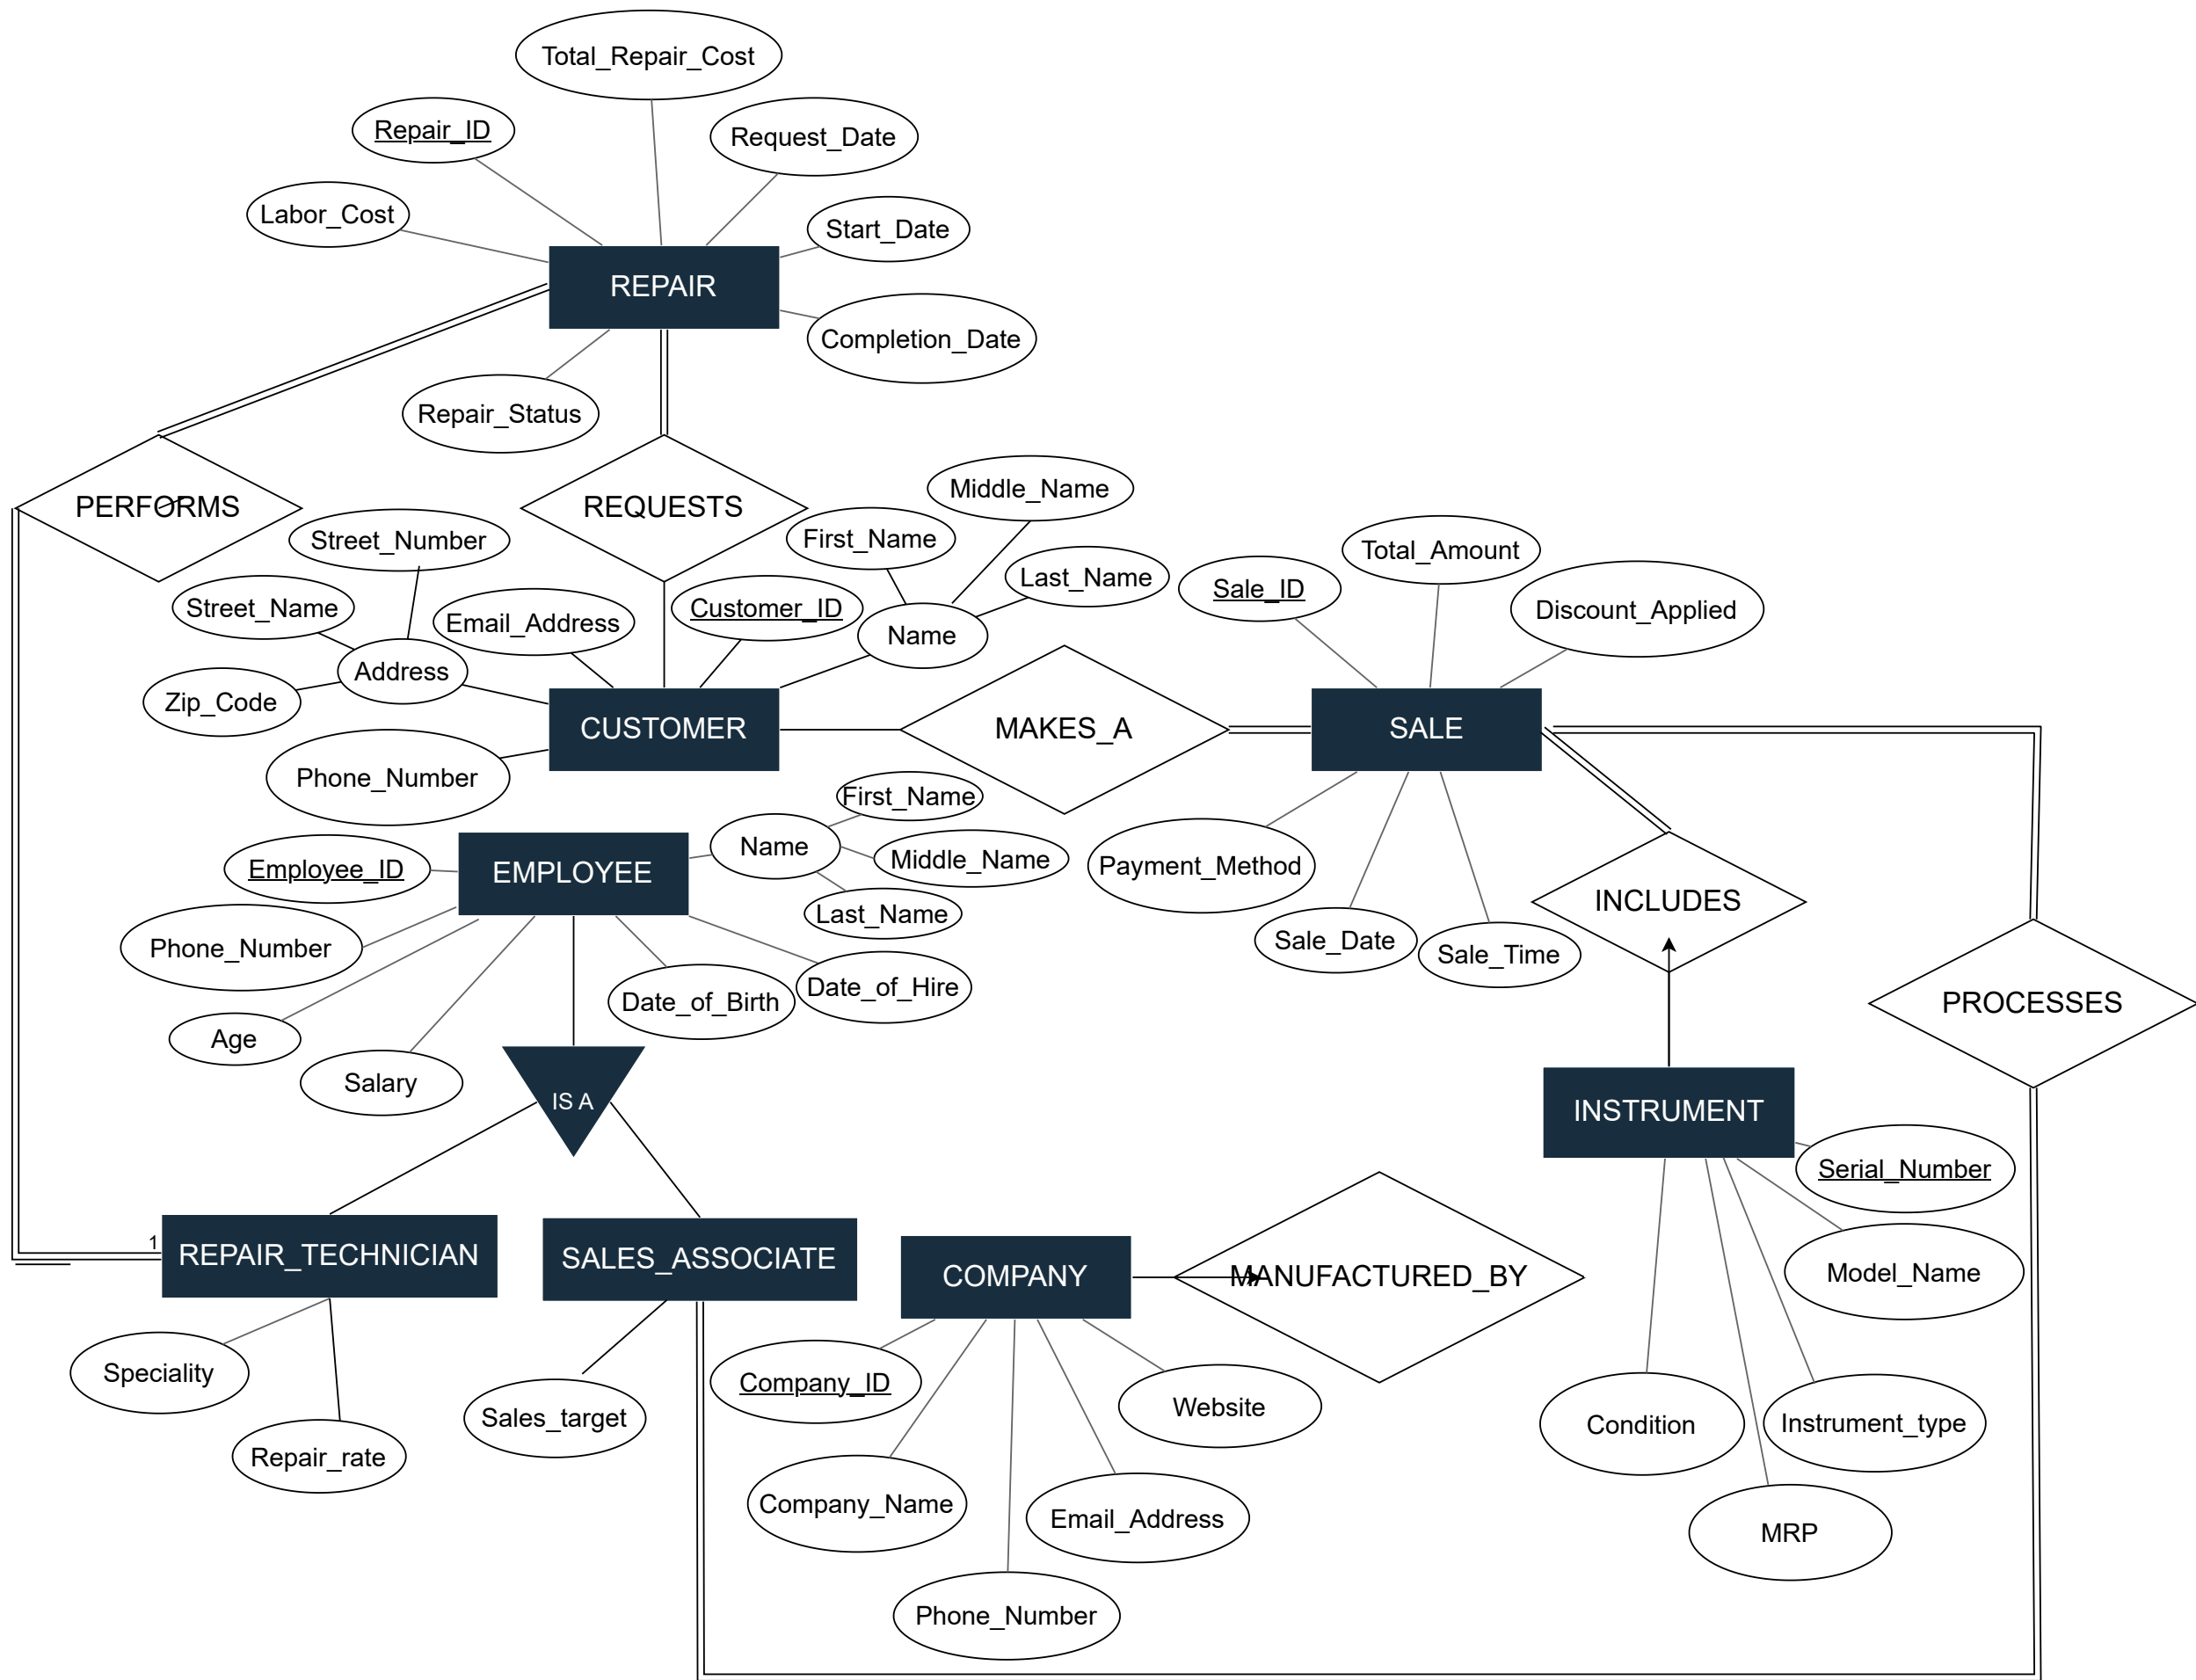 Total_Repair_Cost
Repair_ID
Request_Date
Labor_Cost
Start_Date
REPAIR
Completion_Date
Repair_Status
PERFORMS
REQUESTS
Middle_Name
First_Name
Street_Number
Last_Name
Total_Amount
Street_Name
Email_Address
Customer_ID
Name
Sale_ID
Discount_Applied
Address
Zip_Code
CUSTOMER
MAKES_A
SALE
Phone_Number
First_Name
Name
Middle_Name
Payment_Method
Employee_ID
EMPLOYEE
Last_Name
INCLUDES
Phone_Number
Sale_Date
Sale_Time
Date_of_Birth
Date_of_Hire
PROCESSES
Age
Salary
IS A
INSTRUMENT
Serial_Number
1
REPAIR_TECHNICIAN
SALES_ASSOCIATE
COMPANY
MANUFACTURED_BY
Model_Name
Speciality
Company_ID
Website
Sales_target
Condition
Instrument_type
Repair_rate
Company_Name
Email_Address
MRP
Phone_Number